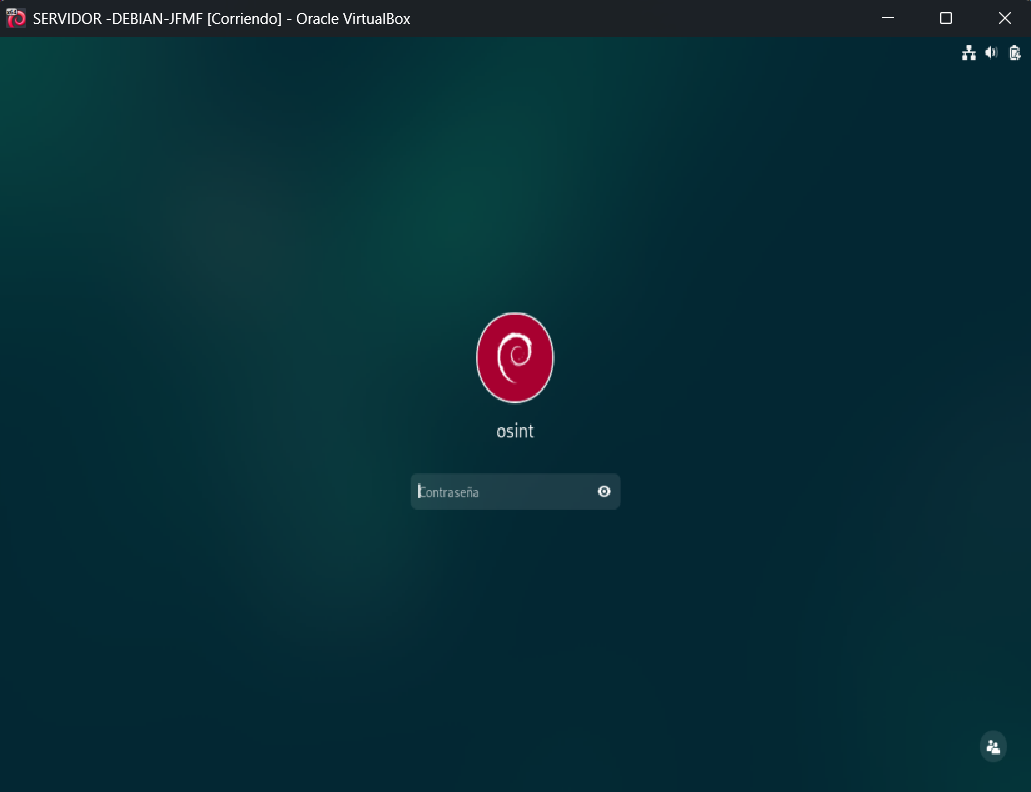 SERVIDOR -DEBIAN-JFMF [Corriendo] - Oracle VirtualBox
osint
Contraseña